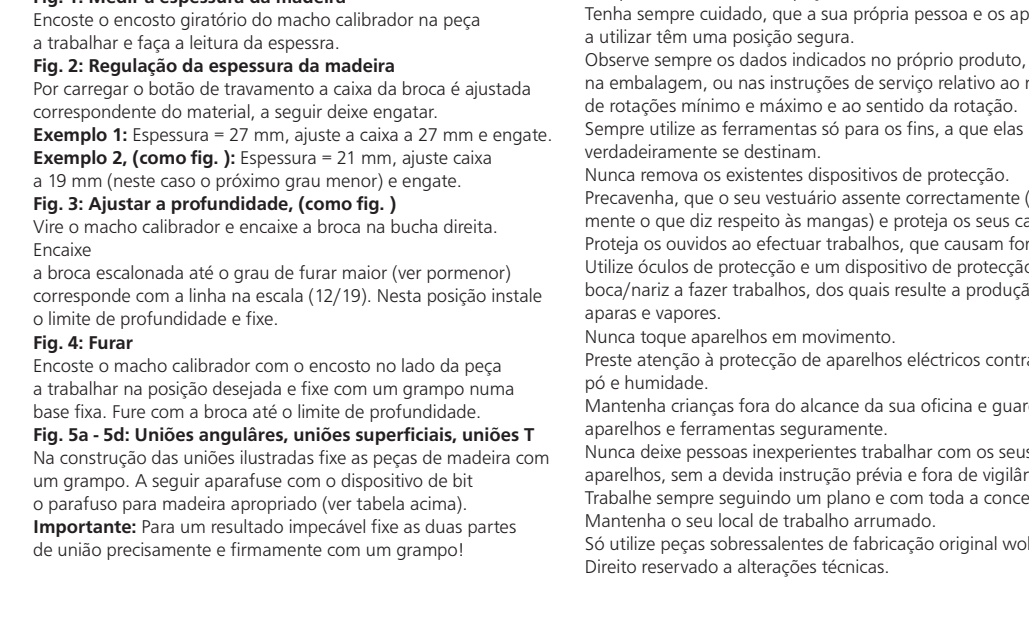 Encoste o encosto giratório do macho calibrador na peça
a trabalhar e faça a leitura da espessra.
Fig. 2: Regulação da espessura da madeira
Por carregar o botão de travamento a caixa da broca é ajustada
correspondente do material, a seguir deixe engatar.
Exemplo 1: Espessura = 27 mm, ajuste a caixa a 27 mm e engate.
Exemplo 2, (como fig. ): Espessura = 21 mm, ajuste caixa
a 19 mm (neste caso o próximo grau menor) e engate.
Fig. 3: Ajustar a profundidade, (como fig. )
Vire o macho calibrador e encaixe a broca na bucha direita.
Encaixe
a broca escalonada até o grau de furar maior (ver pormenor)
corresponde com a linha na escala (12/19). Nesta posição instale
o limite de profundidade e fixe.
Fig. 4: Furar
Encoste o macho calibrador com o encosto no lado da peça
a trabalhar na posição desejada e fixe com um grampo numa
base fixa. Fure com a broca até o limite de profundidade.
Fig. 5a - 5d: Uniões angulâres, uniões superficiais, uniões T
Na construção das uniões ilustradas fixe as peças de madeira com
um grampo. A seguir aparafuse com o dispositivo de bit
o parafuso para madeira apropriado (ver tabela acima).
Importante: Para um resultado impecável fixe as duas partes
de união precisamente e firmemente com um grampo!
Tenha sempre cuidado, que a sua própria pessoa e os ap
a utilizar têm uma posição segura.
Observe sempre os dados indicados no próprio produto,
na embalagem, ou nas instruções de serviço relativo ao
de rotações mínimo e máximo e ao sentido da rotação.
Sempre utilize as ferramentas só para os fins, a que elas
verdadeiramente se destinam.
Nunca remova os existentes dispositivos de protecção.
Precavenha, que o seu vestuário assente correctamente (
mente o que diz respeito às mangas) e proteja os seus ca
Proteja os ouvidos ao efectuar trabalhos, que causam for
Utilize óculos de protecção e um dispositivo de protecção
boca/nariz a fazer trabalhos, dos quais resulte a produçã
aparas e vapores.
Nunca toque aparelhos em movimento.
Preste atenção à protecção de aparelhos eléctricos contra
pó e humidade.
Mantenha crianças fora do alcance da sua oficina e guar
aparelhos e ferramentas seguramente.
Nunca deixe pessoas inexperientes trabalhar com os seus
aparelhos, sem a devida instrução prévia e fora de vigilân
Trabalhe sempre seguindo um plano e com toda a conce
Mantenha o seu local de trabalho arrumado.
Só utilize peças sobressalentes de fabricação original wol
Direito reservado a alterações técnicas.